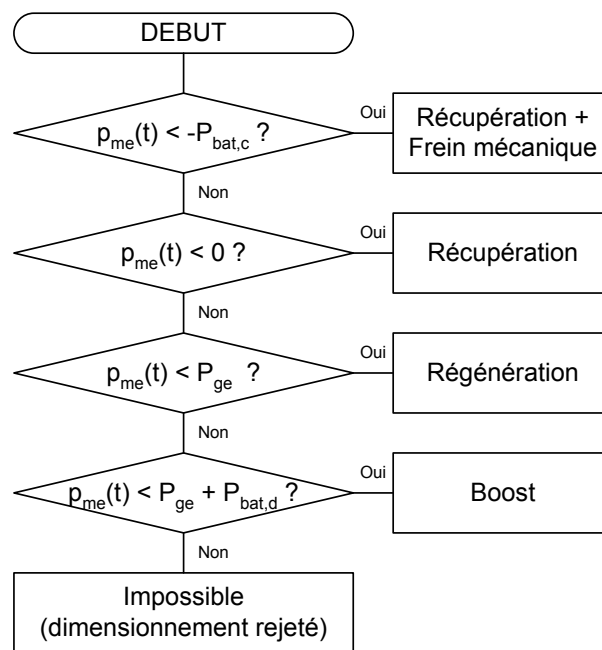 DEBUT
p_me(t) < -P_bat,c ?
Oui
Récupération +
Frein mécanique
Non
p_me(t) < 0 ?
Oui
Récupération
Non
p_me(t) < P_ge ?
Oui
Régénération
Non
p_me(t) < P_ge + P_bat,d ?
Oui
Boost
Non
Impossible
(dimensionnement rejeté)